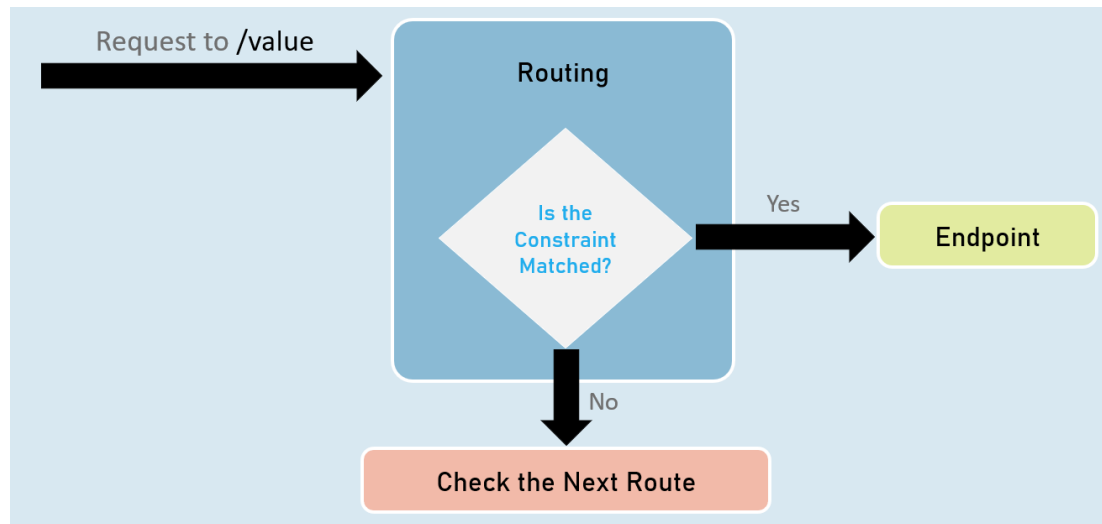 Request to /value
Routing
Is the
Constraint
Matched?
Yes
Endpoint
No
Check the Next Route